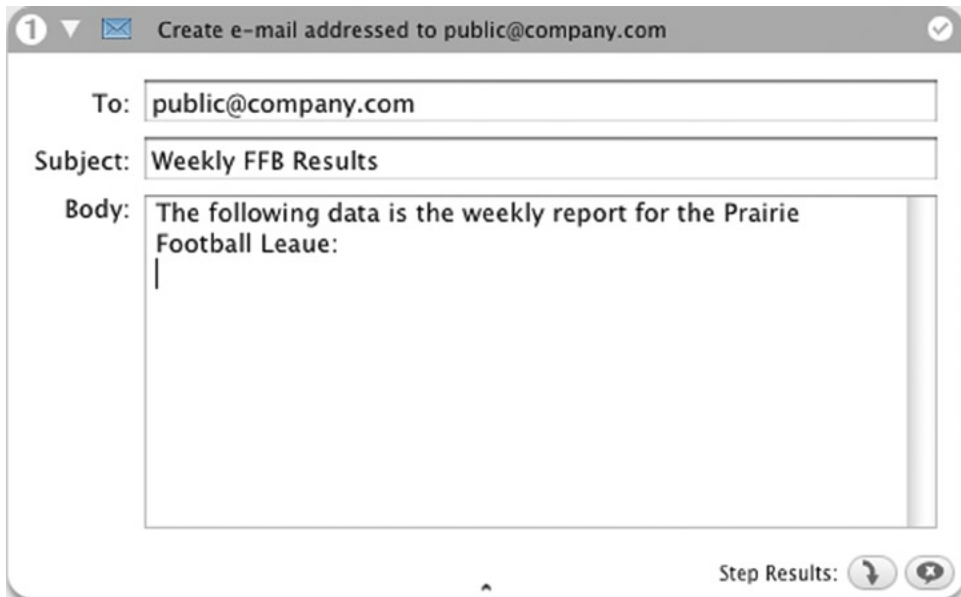 1 Create e-mail addressed to public@company.com
To: public@company.com
Subject: Weekly FFB Results
Body: The following data is the weekly report for the Prairie
Football Leaue:
Step Results: